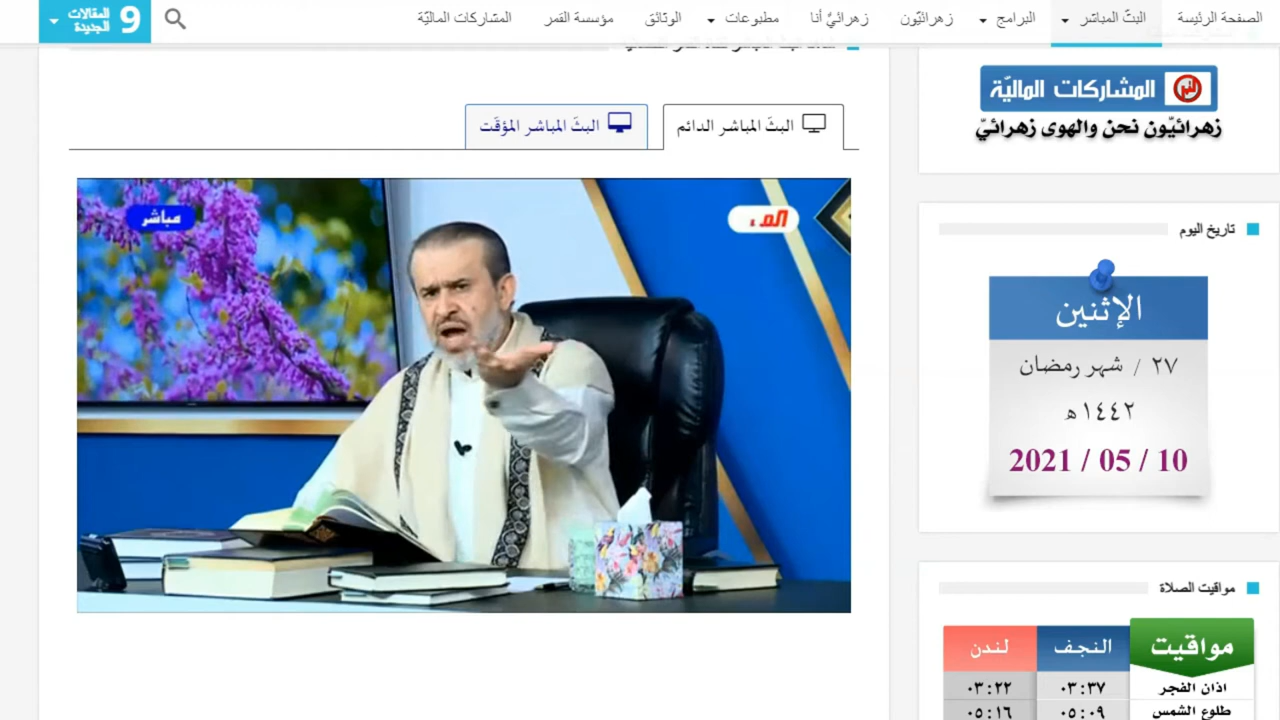 الصفحة الرئيسة
البثّ المباشر
البرامج
زهرائيّون
زهرائيٌّ أنا
مطبوعات
الوثائق
مؤسسة القمر
المشاركات الماليّة
المقالات الجديدة
9
البثّ المباشر الدائم
البثّ المباشر المؤقّت
مباشر
المشاركات الماليّة
زهرائيّون نحن والهوى زهرائيّ
تاريخ اليوم
الإثنين
٢٧ / شهر رمضان
١٤٤٢هـ
2021 / 05 / 10
مواقيت الصلاة
مواقيت النجف لندن
اذان الفجر ٠٣:٣٧ ٠٣:٢٢
طلوع الشمس ٠٥:٠٩ ٠٥:١٦